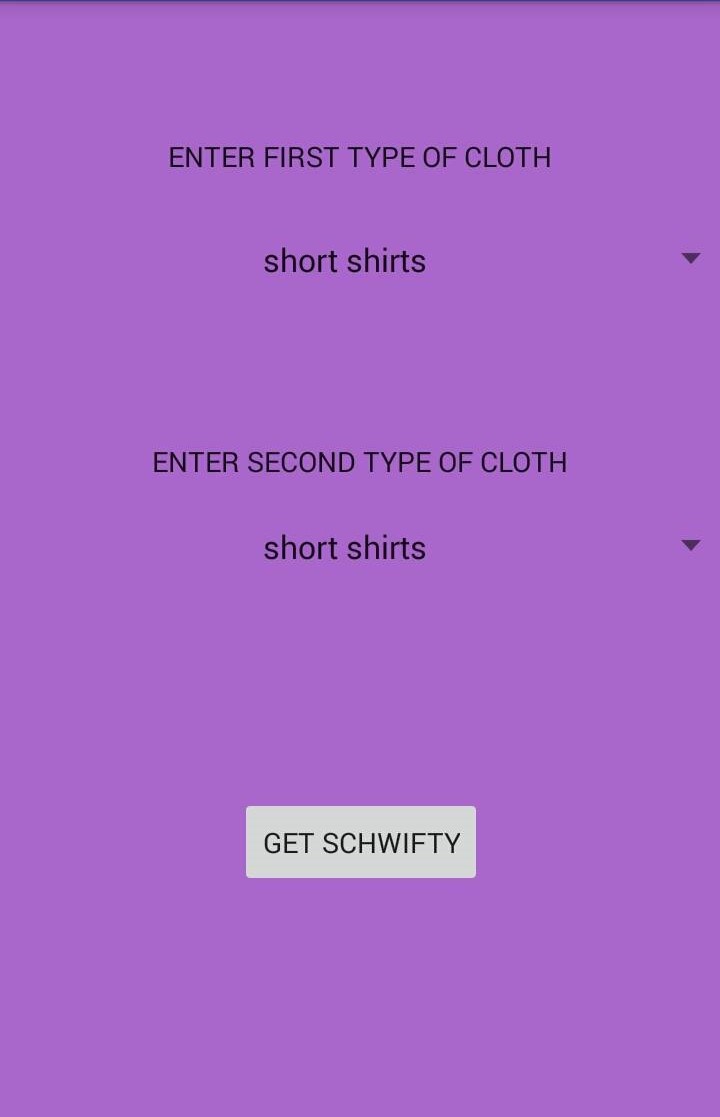 ENTER FIRST TYPE OF CLOTH
short shirts
ENTER SECOND TYPE OF CLOTH
short shirts
GET SCHWIFTY